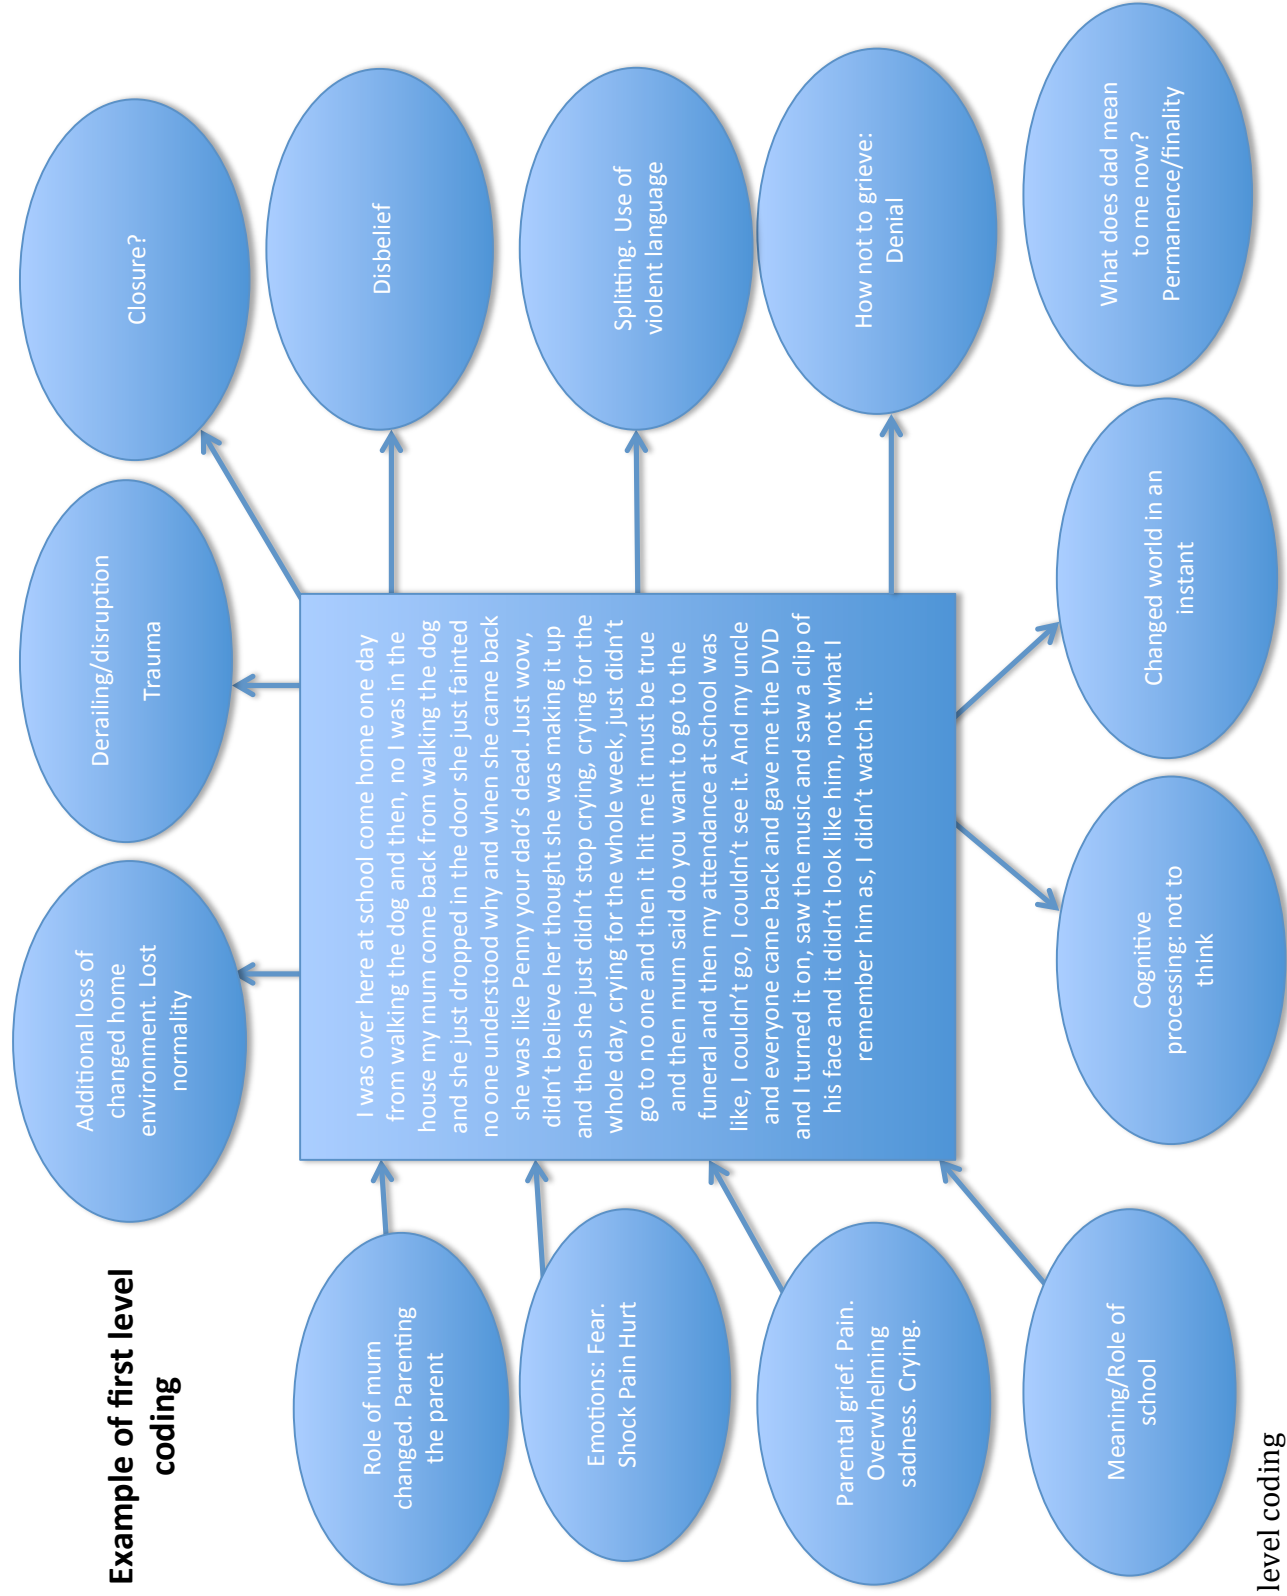 Example of first level
coding
Additional loss of
changed home
environment. Lost
normality
Derailing/disruption
Trauma
Closure?
Role of mum
changed. Parenting
the parent
Emotions: Fear.
Shock Pain Hurt
Parental grief. Pain.
Overwhelming
sadness. Crying.
Meaning/Role of
school
I was over here at school come home one day
from walking the dog and then, no I was in the
house my mum come back from walking the dog
and she just dropped in the door she just fainted
no one understood why and when she came back
she was like Penny your dad's dead. Just wow,
didn't believe her thought she was making it up
and then she just didn't stop crying, crying for the
whole day, crying for the whole week, just didn't
go to no one and then it hit me it must be true
and then mum said do you want to go to the
funeral and then my attendance at school was
like, I couldn't go, I couldn't see it. And my uncle
and everyone came back and gave me the DVD
and I turned it on, saw the music and saw a clip of
his face and it didn't look like him, not what I
remember him as, I didn't watch it.
Disbelief
Splitting. Use of
violent language
How not to grieve:
Denial
Cognitive
processing: not to
think
Changed world in an
instant
What does dad mean
to me now?
Permanence/finality
level coding